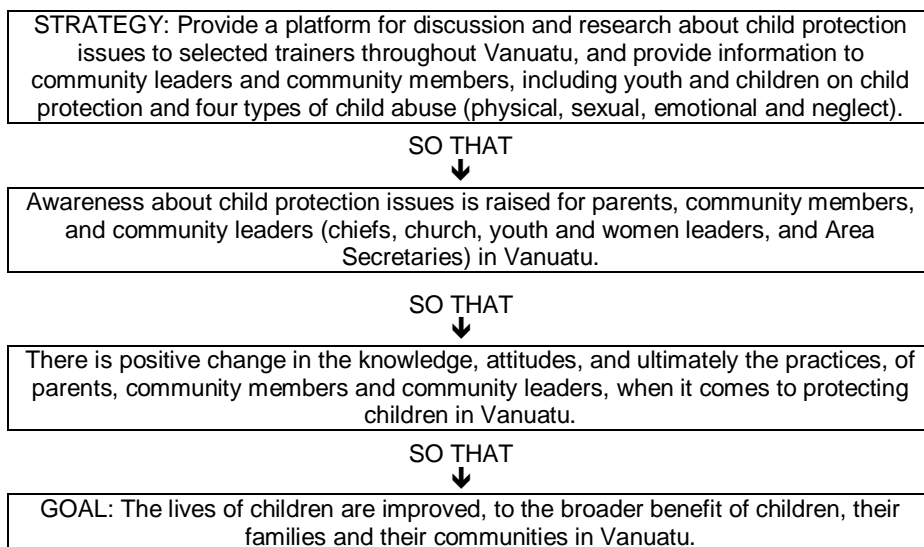 STRATEGY: Provide a platform for discussion and research about child protection
issues to selected trainers throughout Vanuatu, and provide information to
community leaders and community members, including youth and children on child
protection and four types of child abuse (physical, sexual, emotional and neglect).
SO THAT
Awareness about child protection issues is raised for parents, community members,
and community leaders (chiefs, church, youth and women leaders, and Area
Secretaries) in Vanuatu.
SO THAT
There is positive change in the knowledge, attitudes, and ultimately the practices, of
parents, community members and community leaders, when it comes to protecting
children in Vanuatu.
SO THAT
GOAL: The lives of children are improved, to the broader benefit of children, their
families and their communities in Vanuatu.